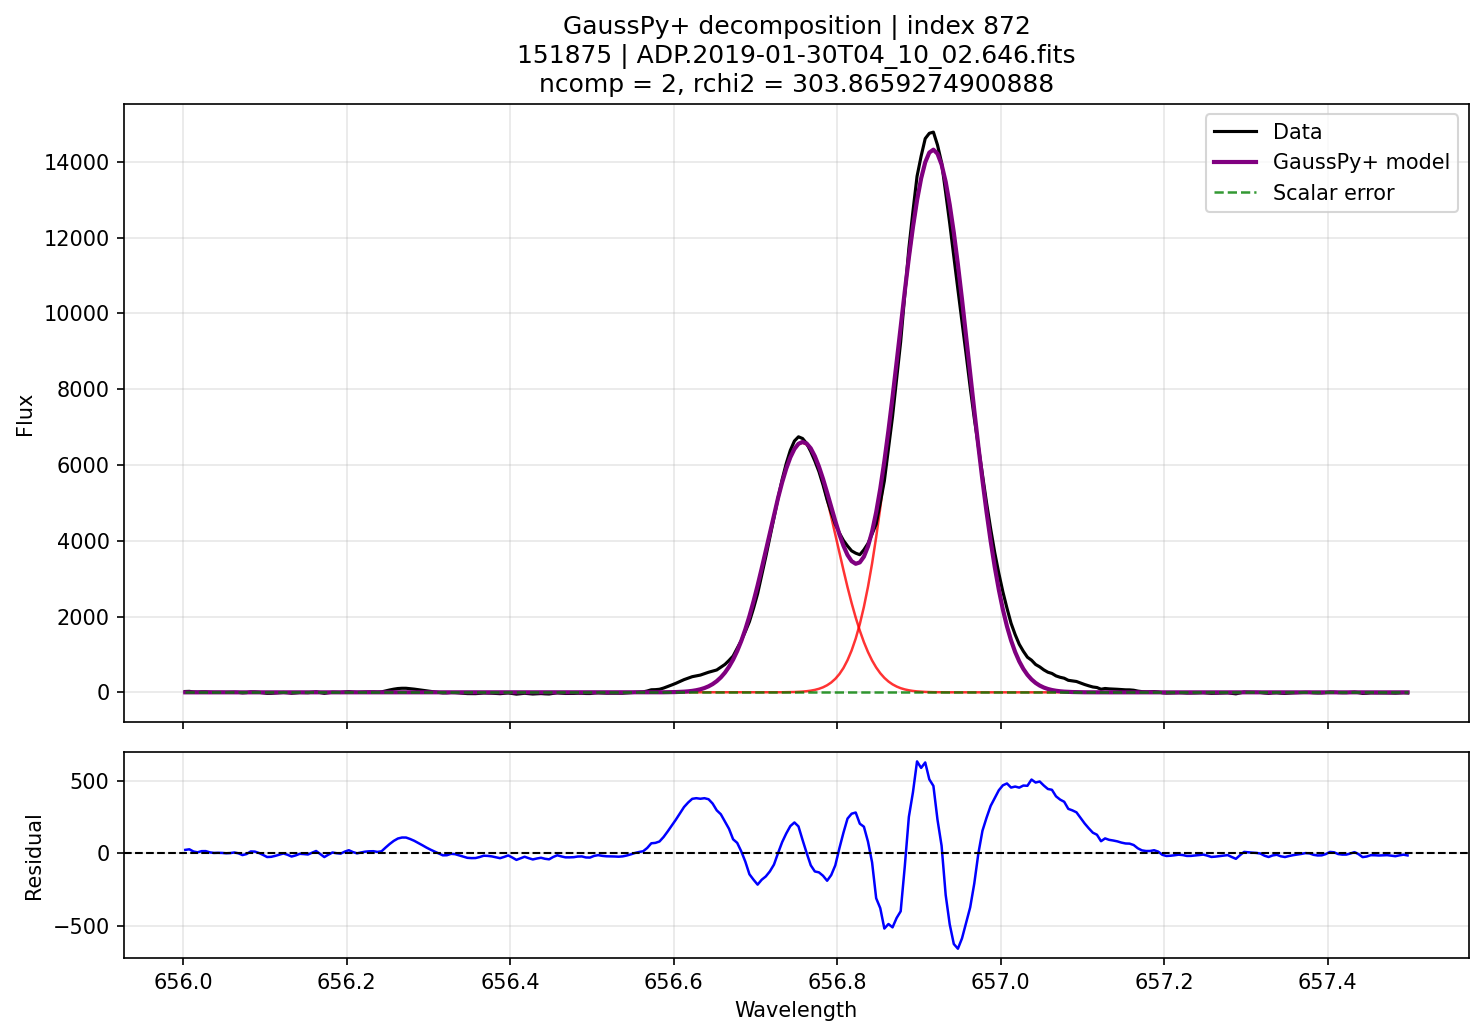 GaussPy+ decomposition | index 872
151875 | ADP.2019-01-30T04_10_02.646.fits
ncomp = 2, rchi2 = 303.8659274900888
Data
GaussPy+ model
Scalar error
Flux
14000
12000
10000
8000
6000
4000
2000
0
Residual
500
0
−500
656.0 656.2 656.4 656.6 656.8 657.0 657.2 657.4
Wavelength